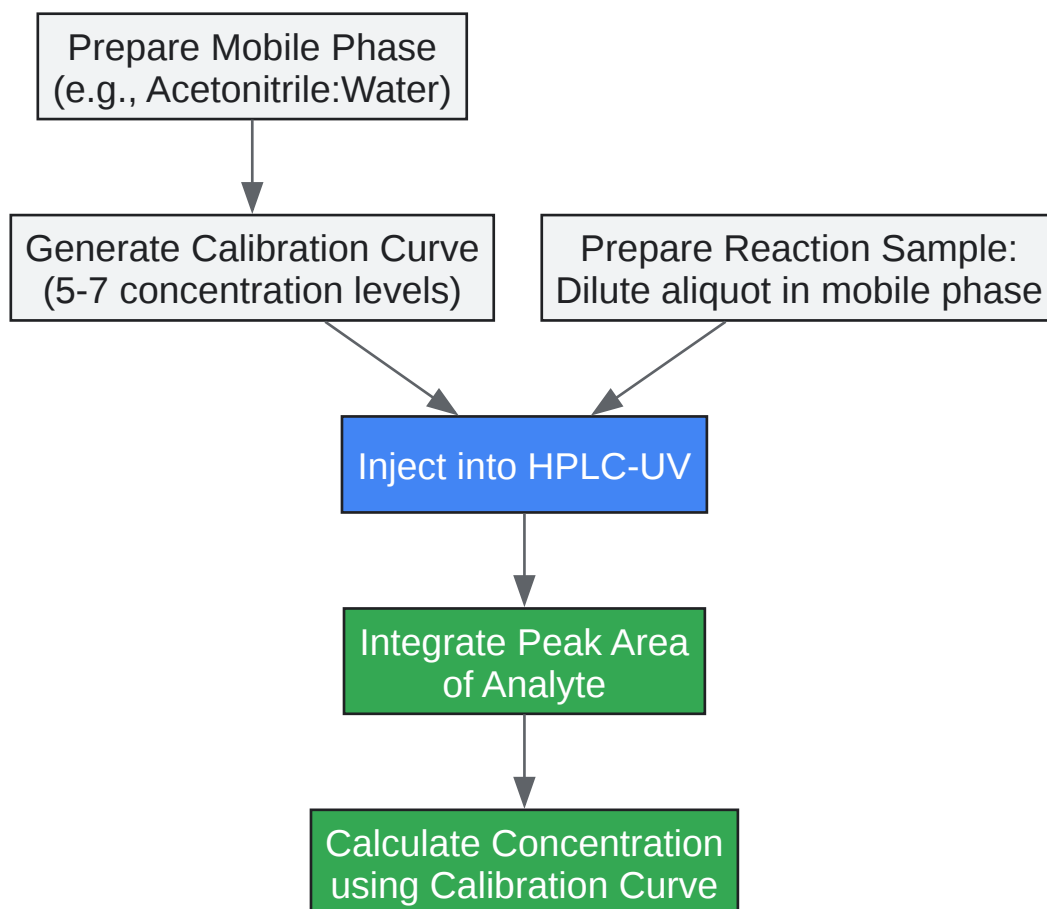 Prepare Mobile Phase
(e.g., Acetonitrile:Water)
Generate Calibration Curve
(5-7 concentration levels)
Prepare Reaction Sample:
Dilute aliquot in mobile phase
Inject into HPLC-UV
Integrate Peak Area
of Analyte
Calculate Concentration
using Calibration Curve